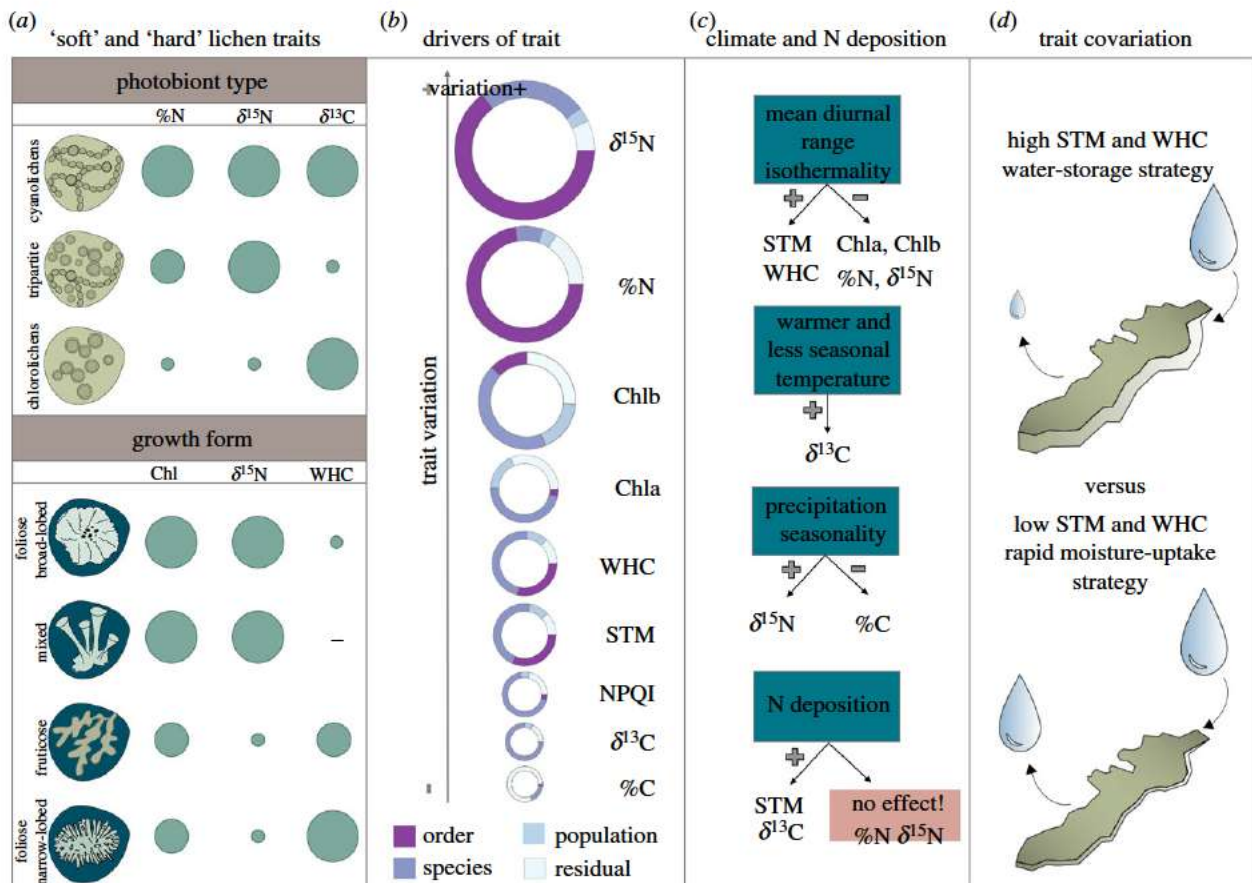 (a)
'soft' and 'hard' lichen traits
photobiont type
%N δ15N δ13C
cyanolichens
tripartite
chlorolichens
growth form
Chl δ15N WHC
foliose
broad-lobed
mixed
–
fruticose
foliose
narrow-lobed
(b)
drivers of trait
variation+
trait variation
δ15N
%N
Chlb
Chla
WHC
STM
NPQI
δ13C
%C
order
population
species
residual
(c)
climate and N deposition
mean diurnal
range
isothermality
+ –
STM
WHC
Chla, Chlb
%N, δ15N
warmer and
less seasonal
temperature
+
δ13C
precipitation
seasonality
+ –
δ15N %C
N deposition
+
STM
δ13C
no effect!
%N δ15N
(d)
trait covariation
high STM and WHC
water-storage strategy
versus
low STM and WHC
rapid moisture-uptake
strategy